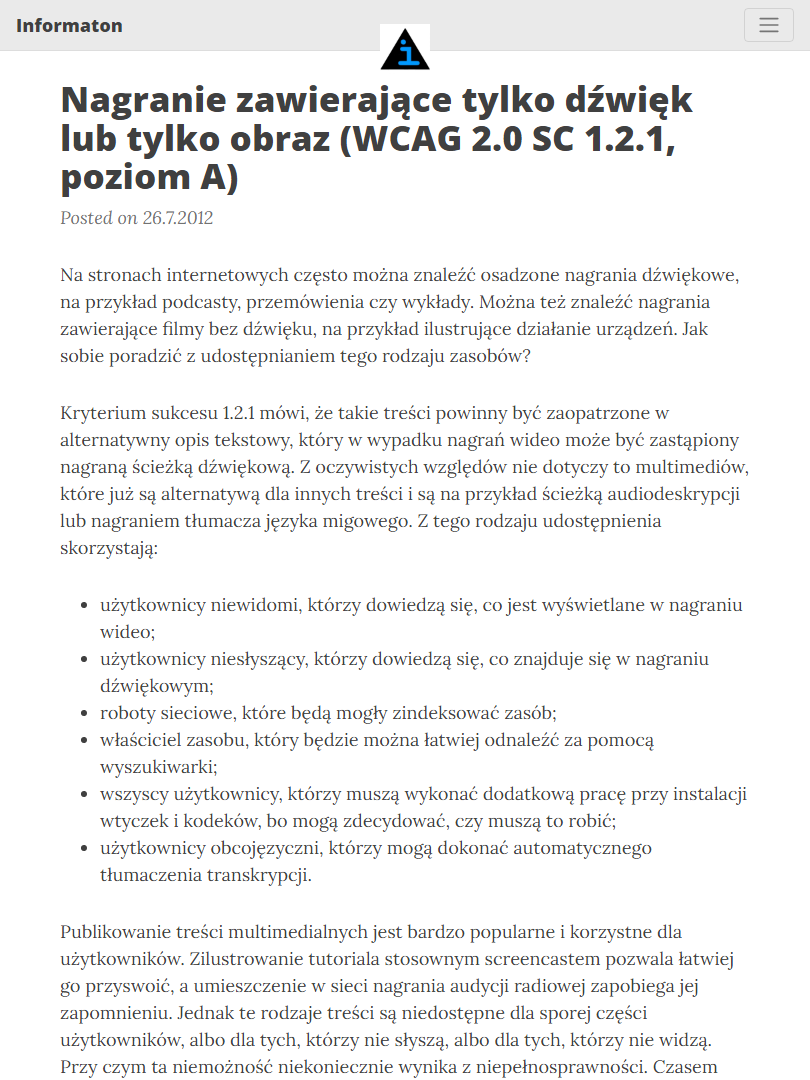 Informaton
i
Nagranie zawierające tylko dźwięk
lub tylko obraz (WCAG 2.0 SC 1.2.1,
poziom A)
Posted on 26.7.2012
Na stronach internetowych często można znaleźć osadzone nagrania dźwiękowe,
na przykład podcasty, przemówienia czy wykłady. Można też znaleźć nagrania
zawierające filmy bez dźwięku, na przykład ilustrujące działanie urządzeń. Jak
sobie poradzić z udostępnianiem tego rodzaju zasobów?
Kryterium sukcesu 1.2.1 mówi, że takie treści powinny być zaopatrzone w
alternatywny opis tekstowy, który w wypadku nagrań wideo może być zastąpiony
nagraną ścieżką dźwiękową. Z oczywistych względów nie dotyczy to multimediów,
które już są alternatywą dla innych treści i są na przykład ścieżką audiodeskrypcji
lub nagraniem tłumacza języka migowego. Z tego rodzaju udostępnienia
skorzystają:
• użytkownicy niewidomi, którzy dowiedzą się, co jest wyświetlane w nagraniu
wideo;
• użytkownicy niesłyszący, którzy dowiedzą się, co znajduje się w nagraniu
dźwiękowym;
• roboty sieciowe, które będą mogły zindeksować zasób;
• właściciel zasobu, który będzie można łatwiej odnaleźć za pomocą
wyszukiwarki;
• wszyscy użytkownicy, którzy muszą wykonać dodatkową pracę przy instalacji
wtyczek i kodeków, bo mogą zdecydować, czy muszą to robić;
• użytkownicy obcojęzyczni, którzy mogą dokonać automatycznego
tłumaczenia transkrypcji.
Publikowanie treści multimedialnych jest bardzo popularne i korzystne dla
użytkowników. Zilustrowanie tutoriala stosownym screencastem pozwala łatwiej
go przyswoić, a umieszczenie w sieci nagrania audycji radiowej zapobiega jej
zapomnieniu. Jednak te rodzaje treści są niedostępne dla sporej części
użytkowników, albo dla tych, którzy nie słyszą, albo dla tych, którzy nie widzą.
Przy czym ta niemożność niekoniecznie wynika z niepełnosprawności. Czasem